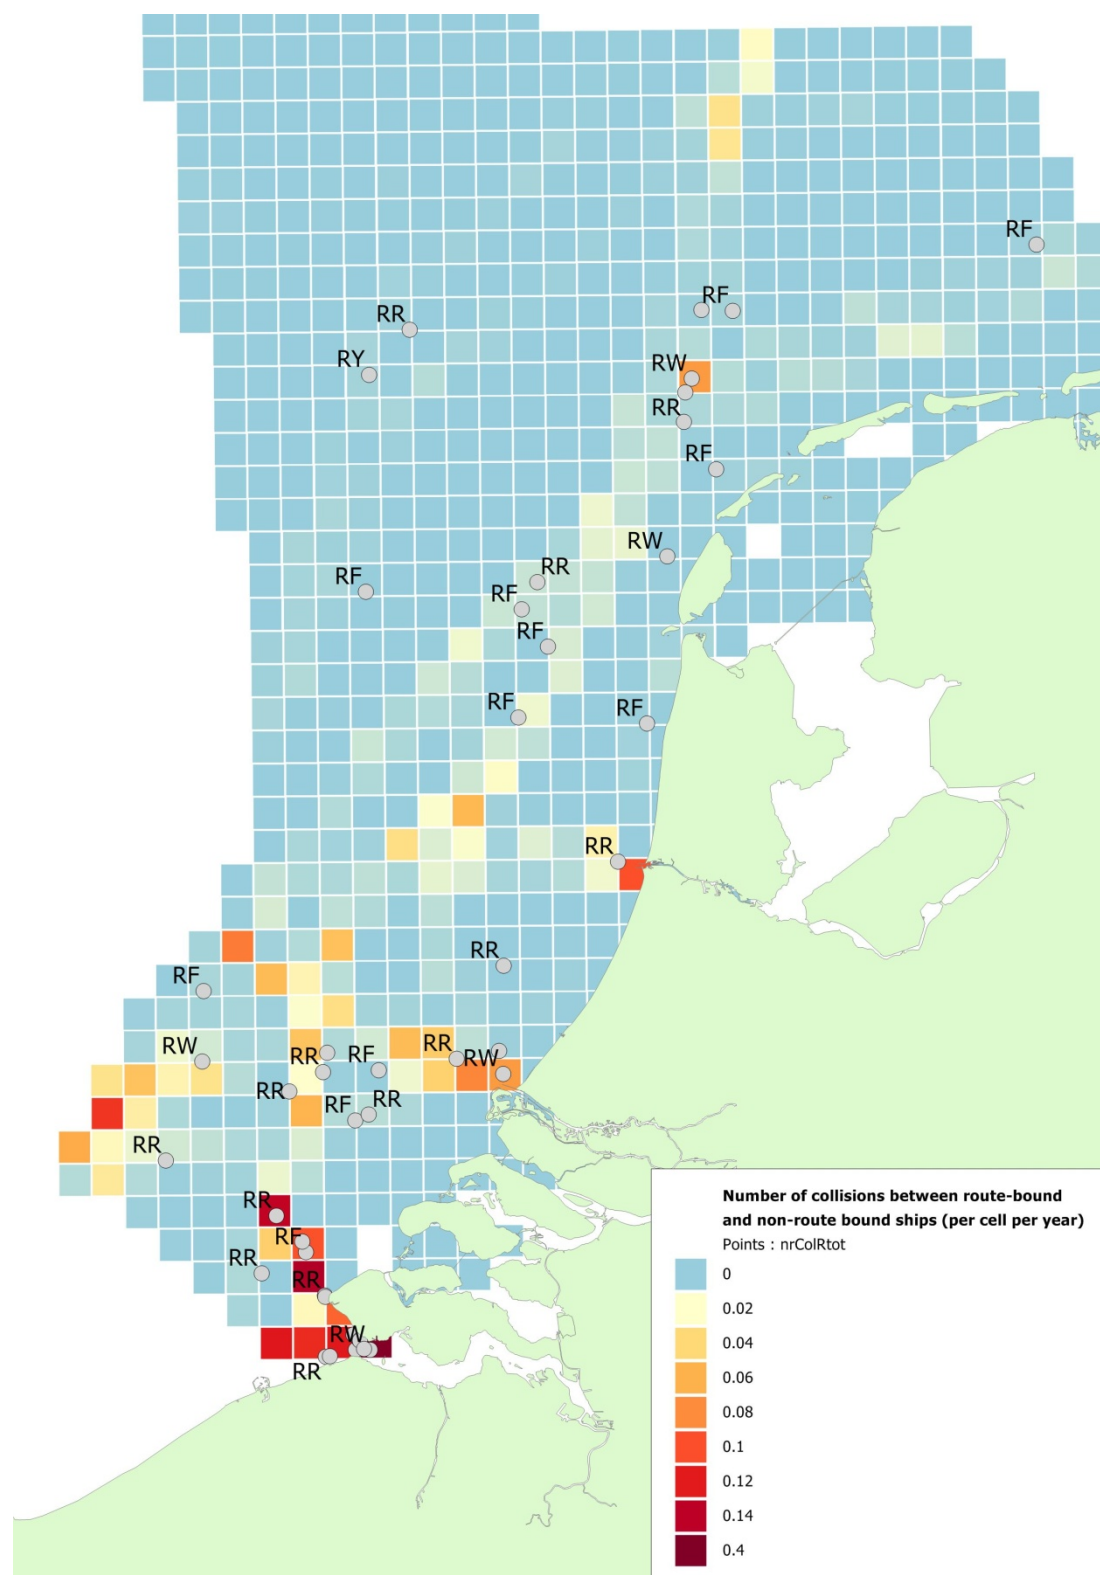 RF
RF
RR
RY
RW
RR
RF
RW
RR
RF
RF
RF
RF
RF
RR
RR
RF
RW
RR
RF
RR
RW
RR
RF
RR
RR
RR
RF
RR
RR
RW
RR
Number of collisions between route-bound
and non-route bound ships (per cell per year)
Points : nrColRtot
0
0.02
0.04
0.06
0.08
0.1
0.12
0.14
0.4